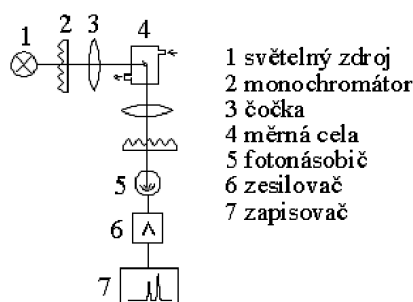 1
2
3
4
5
6
7
1 světelný zdroj
2 monochromátor
3 čočka
4 měrná cela
5 fotonásobič
6 zesilovač
7 zapisovač